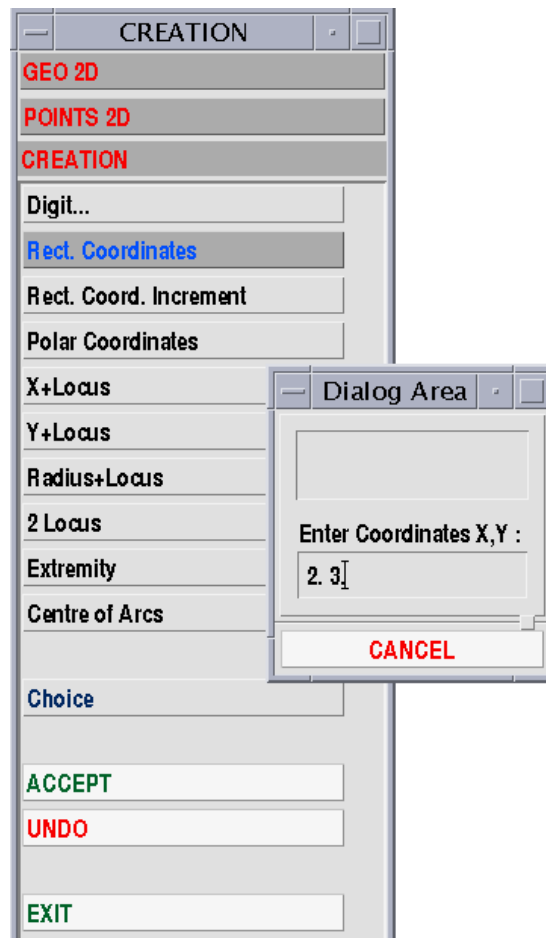 CREATION
GEO 2D
POINTS 2D
CREATION
Digit...
Rect. Coordinates
Rect. Coord. Increment
Polar Coordinates
X+Locus
Y+Locus
Radius+Locus
2 Locus
Extremity
Centre of Arcs
Choice
ACCEPT
UNDO
EXIT
Dialog Area
Enter Coordinates X,Y :
2. 3.
CANCEL